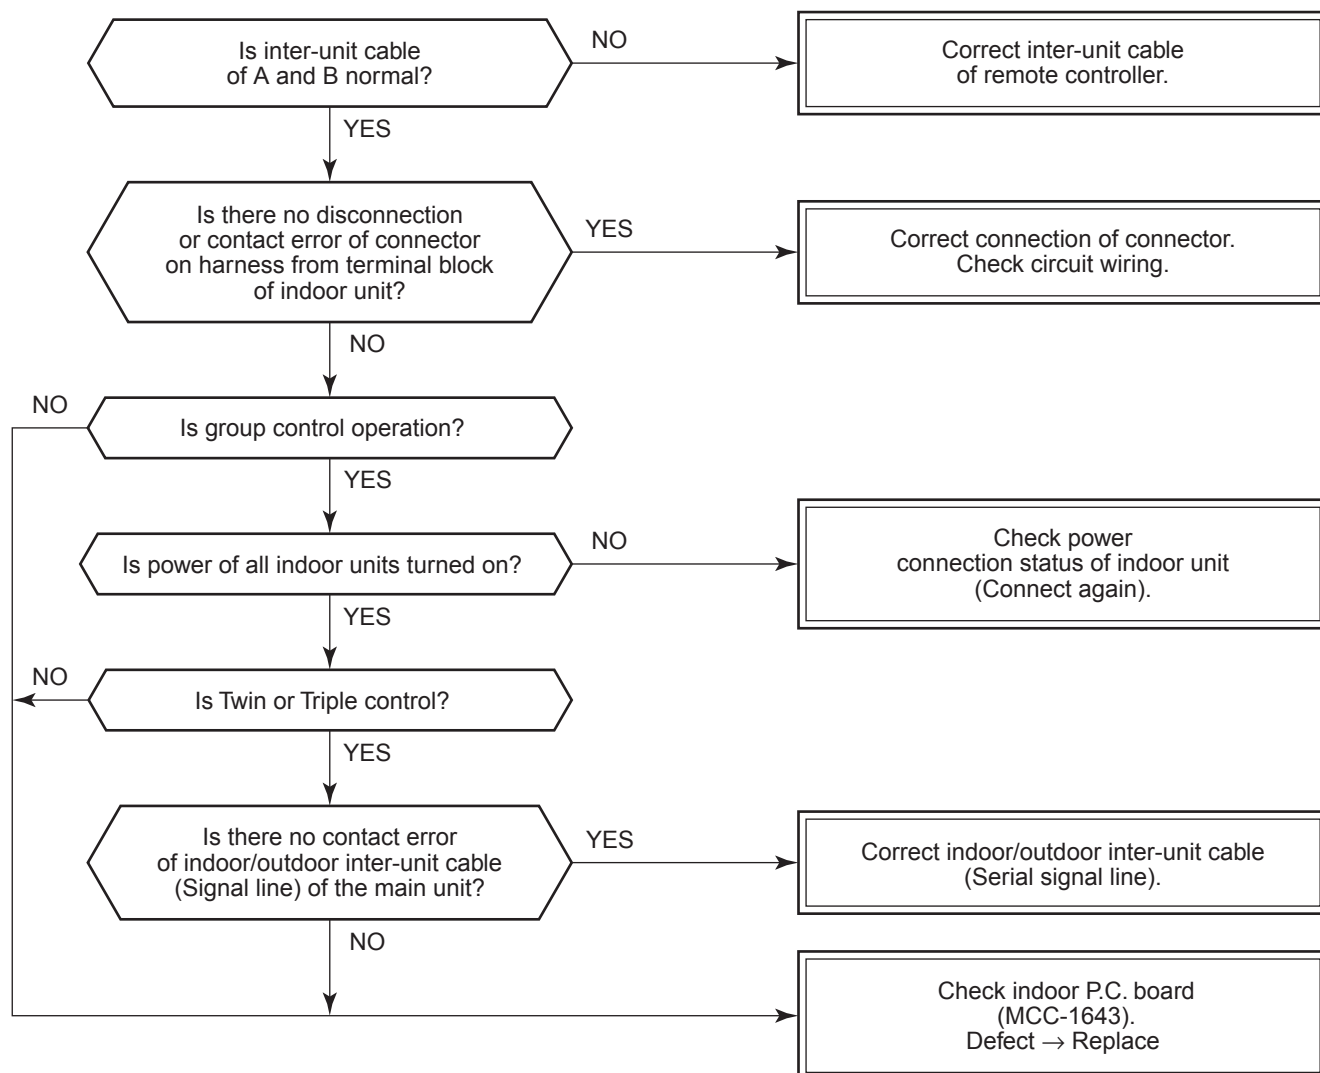 Is inter-unit cable
of A and B normal?
NO
Correct inter-unit cable
of remote controller.
YES
Is there no disconnection
or contact error of connector
on harness from terminal block
of indoor unit?
YES
Correct connection of connector.
Check circuit wiring.
NO
NO
Is group control operation?
YES
Is power of all indoor units turned on?
NO
Check power
connection status of indoor unit
(Connect again).
YES
NO
Is Twin or Triple control?
YES
Is there no contact error
of indoor/outdoor inter-unit cable
(Signal line) of the main unit?
YES
Correct indoor/outdoor inter-unit cable
(Serial signal line).
NO
Check indoor P.C. board
(MCC-1643).
Defect → Replace